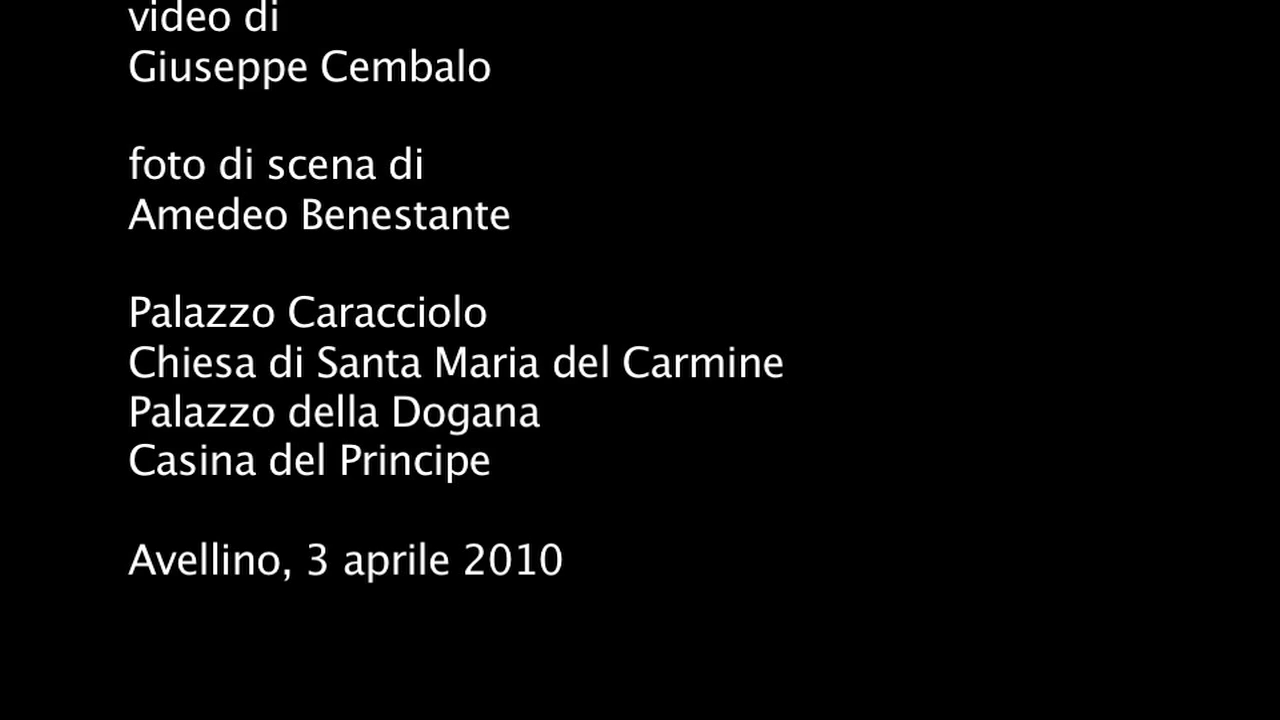 video di
Giuseppe Cembalo
foto di scena di
Amedeo Benestante
Palazzo Caracciolo
Chiesa di Santa Maria del Carmine
Palazzo della Dogana
Casina del Principe
Avellino, 3 aprile 2010